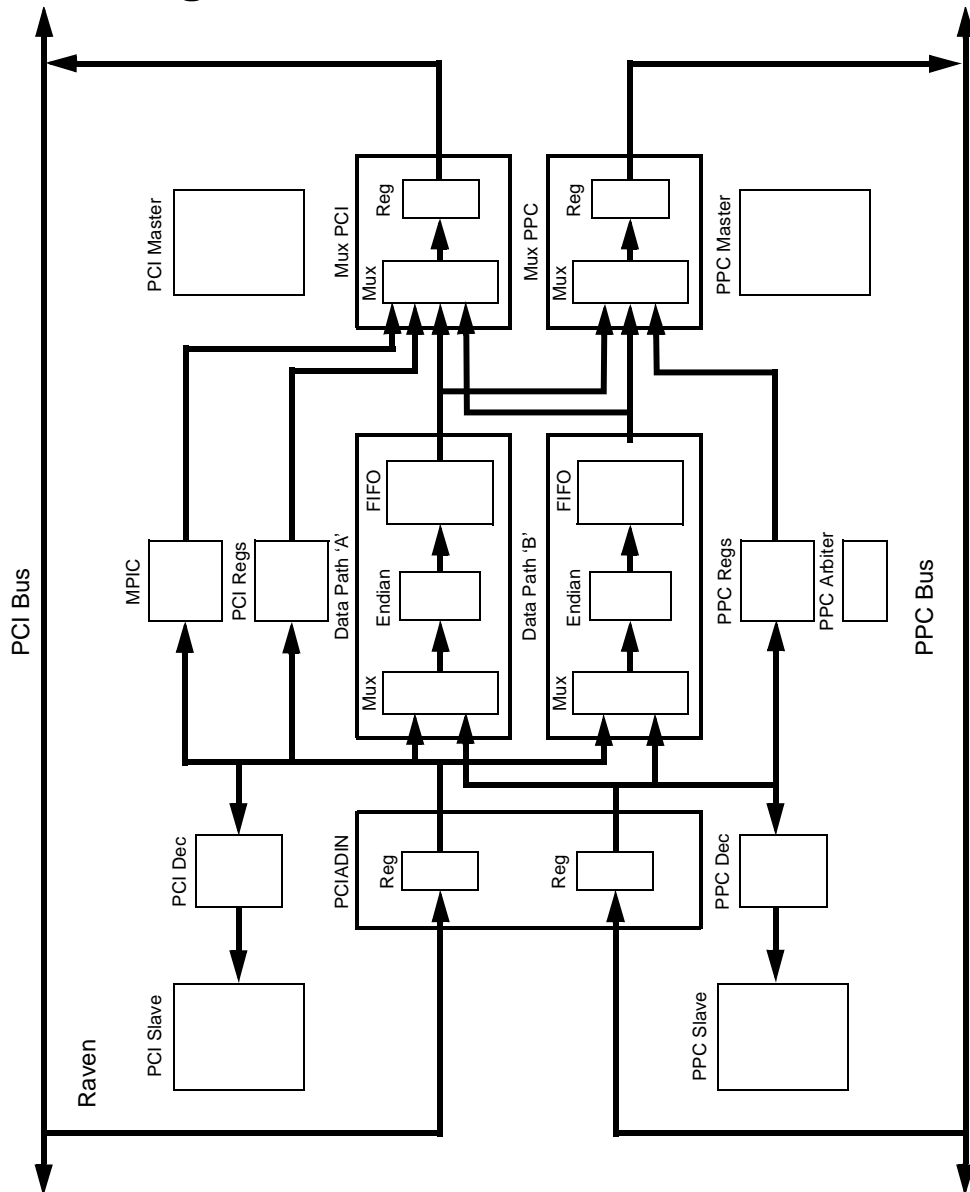 PCI Bus
Raven
PCI Slave
PCI Dec
MPIC
PCI Regs
PCI Master
PCIADIN
Reg
Reg
Data Path ‘A’
Mux
Endian
FIFO
Data Path ‘B’
Mux
Endian
FIFO
Mux PCI
Mux
Reg
Mux PPC
Mux
Reg
PPC Slave
PPC Dec
PPC Regs
PPC Arbiter
PPC Master
PPC Bus